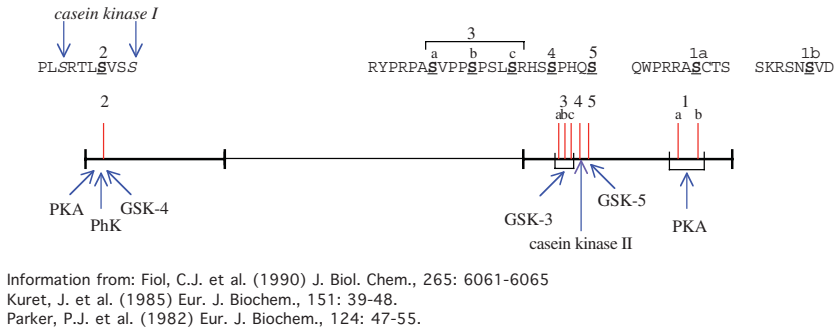 casein kinase I
3
2 a b c 4 5 1a 1b
PLSRTLSVSS RYRPASVPPSPSLSRHSSPHQS QWPRRASCTS SKRSNSVD
2 3 4 5 1
abc a b
PKA PhK GSK-4 GSK-3 GSK-5 PKA
casein kinase II
Information from: Fiol, C.J. et al. (1990) J. Biol. Chem., 265: 6061-6065
Kuret, J. et al. (1985) Eur. J. Biochem., 151: 39-48.
Parker, P.J. et al. (1982) Eur. J. Biochem., 124: 47-55.